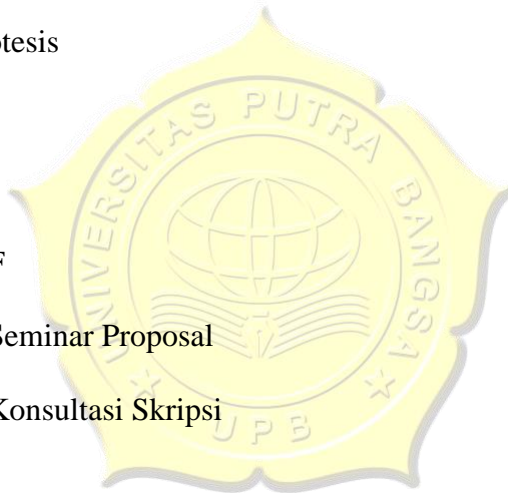 otesis
F
Seminar Proposal
Konsultasi Skripsi
UNIVERSITAS PUTRA BANGSA
UPB